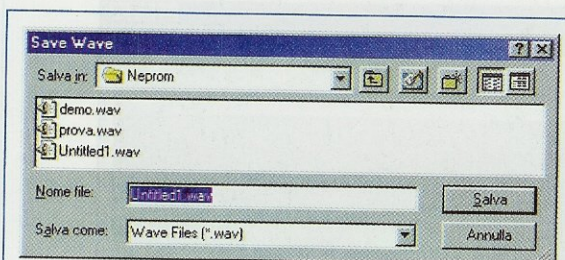 Save Wave
Salva in: Neprom
demo.wav
prova.wav
Untitled1.wav
Nome file: Untitled1.wav Salva
Salva come: Wave Files (*.wav) Annulla